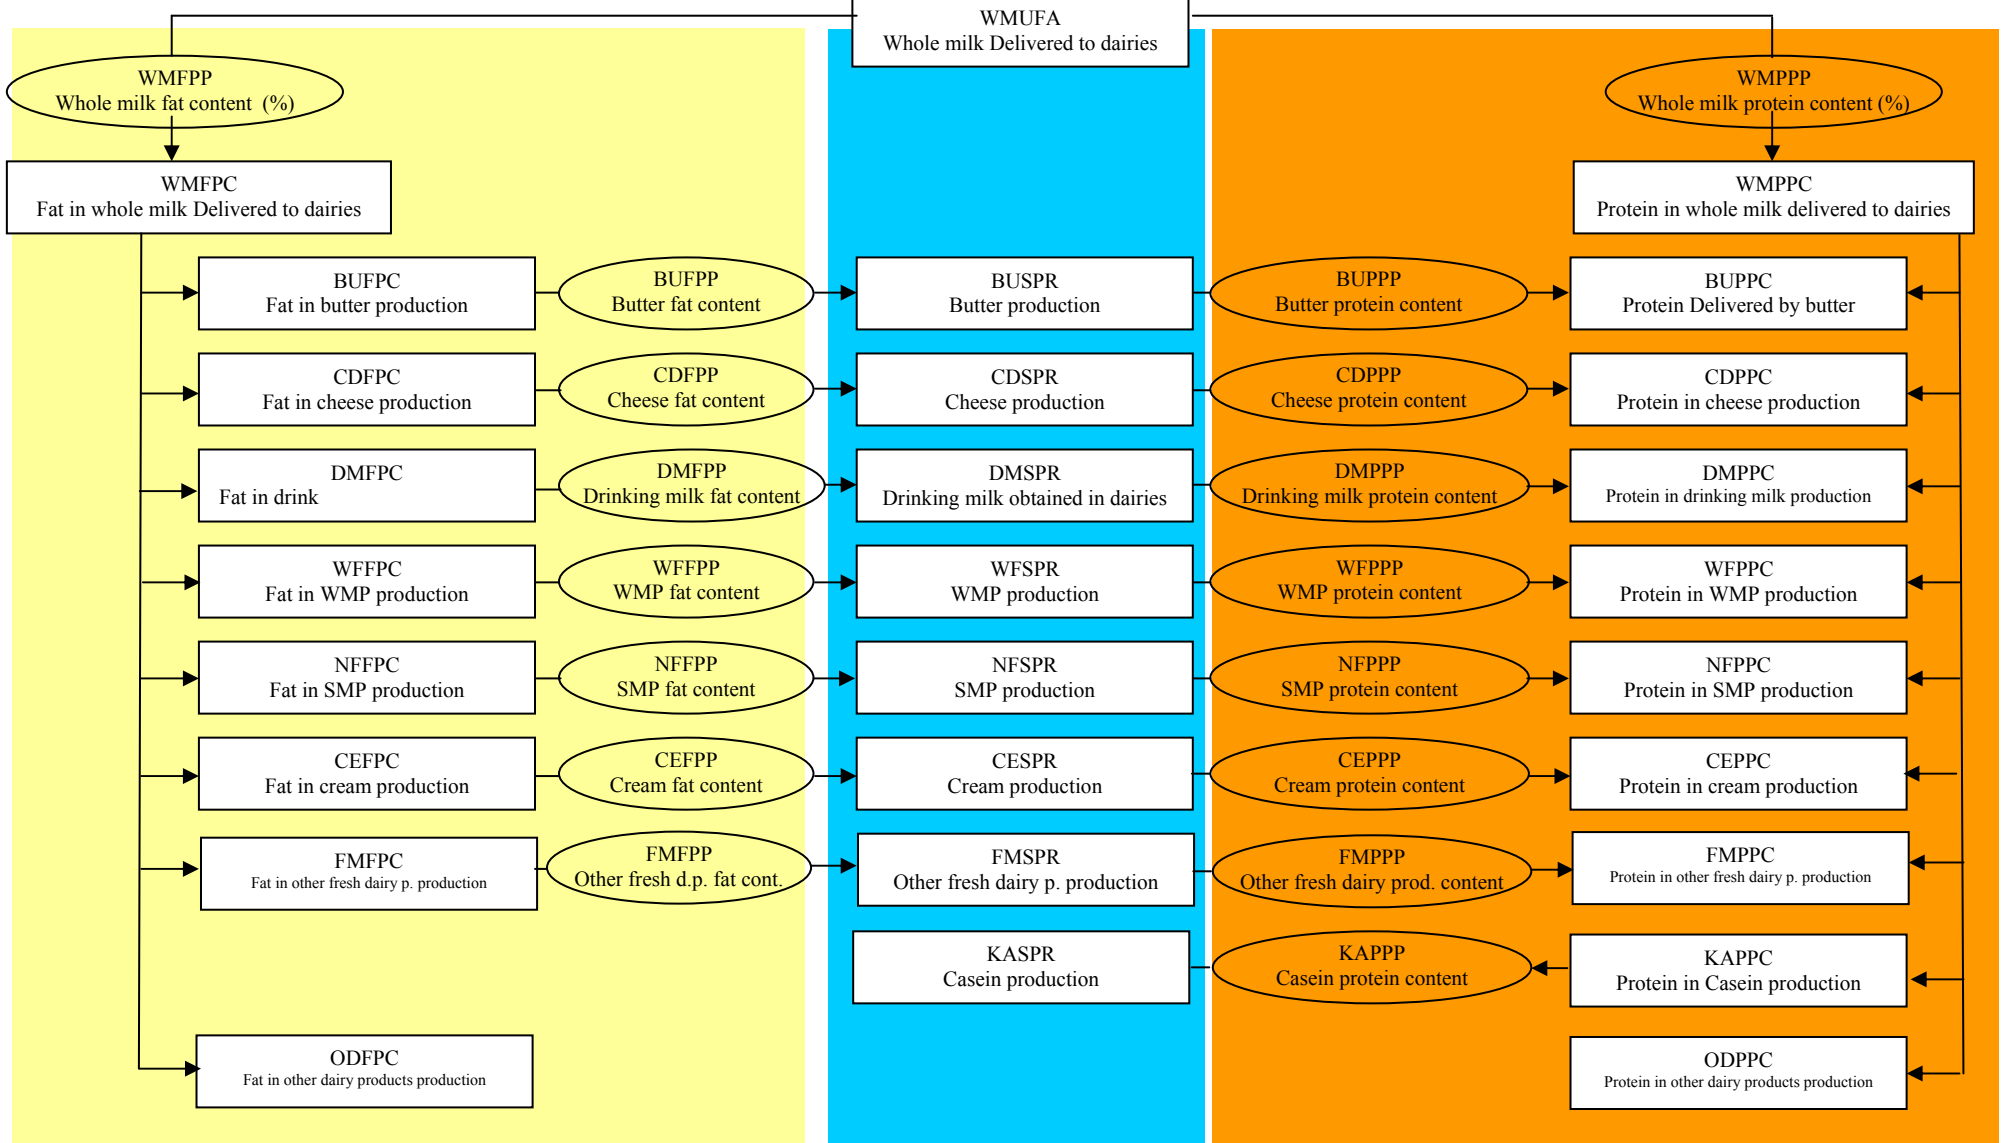 WMUFA
Whole milk Delivered to dairies
WMFPP
Whole milk fat content (%)
WMPPP
Whole milk protein content (%)
WMFPC
Fat in whole milk Delivered to dairies
WMPPC
Protein in whole milk delivered to dairies
BUFPC
Fat in butter production
BUFPP
Butter fat content
BUSPR
Butter production
BUPPP
Butter protein content
BUPPC
Protein Delivered by butter
CDFPC
Fat in cheese production
CDFPP
Cheese fat content
CDSPR
Cheese production
CDPPP
Cheese protein content
CDPPC
Protein in cheese production
DMFPC
Fat in drink
DMFPP
Drinking milk fat content
DMSPR
Drinking milk obtained in dairies
DMPPP
Drinking milk protein content
DMPPC
Protein in drinking milk production
WFFPC
Fat in WMP production
WFFPP
WMP fat content
WFSPR
WMP production
WFPPP
WMP protein content
WFPPC
Protein in WMP production
NFFPC
Fat in SMP production
NFFPP
SMP fat content
NFSPR
SMP production
NFPPP
SMP protein content
NFPPC
Protein in SMP production
CEFPC
Fat in cream production
CEFPP
Cream fat content
CESPR
Cream production
CEPPP
Cream protein content
CEPPC
Protein in cream production
FMFPC
Fat in other fresh dairy p. production
FMFPP
Other fresh d.p. fat cont.
FMSPR
Other fresh dairy p. production
FMPPP
Other fresh dairy prod. content
FMPPC
Protein in other fresh dairy p. production
KASPR
Casein production
KAPPP
Casein protein content
KAPPC
Protein in Casein production
ODFPC
Fat in other dairy products production
ODPPC
Protein in other dairy products production